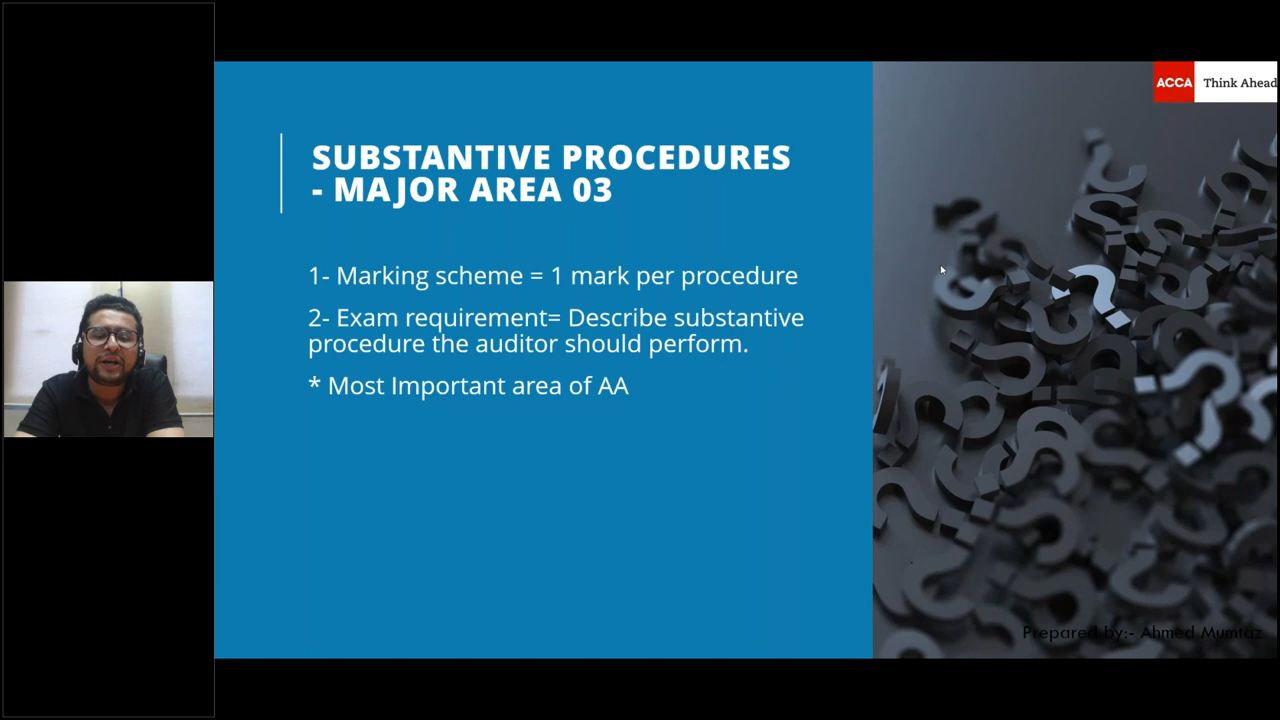 ACCA Think Ahead
SUBSTANTIVE PROCEDURES
- MAJOR AREA 03
1- Marking scheme = 1 mark per procedure
2- Exam requirement= Describe substantive
procedure the auditor should perform.
* Most Important area of AA
Prepared by:- Ahmed Mumtaz